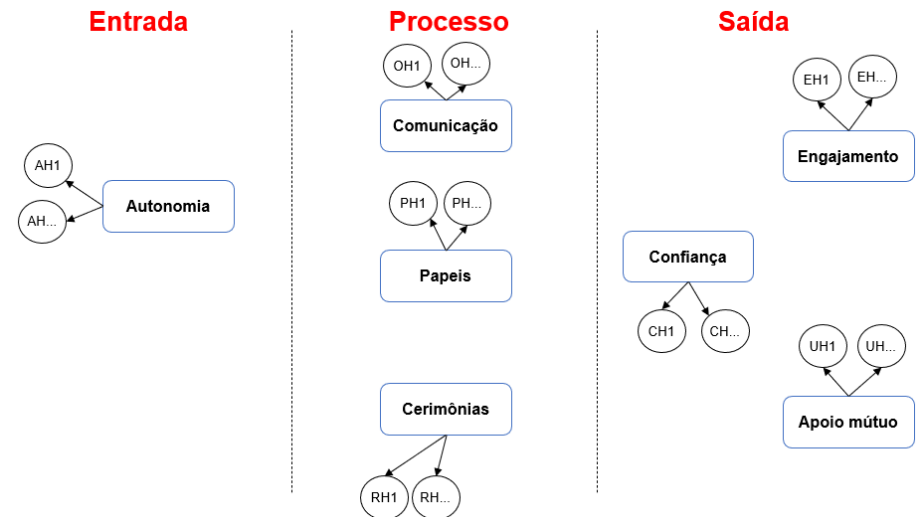 Entrada
Processo
Saída
AH1
AH...
Autonomia
OH1
OH...
Comunicação
PH1
PH...
Papeis
Cerimônias
RH1
RH...
EH1
EH...
Engajamento
Confiança
CH1
CH...
UH1
UH...
Apoio mútuo